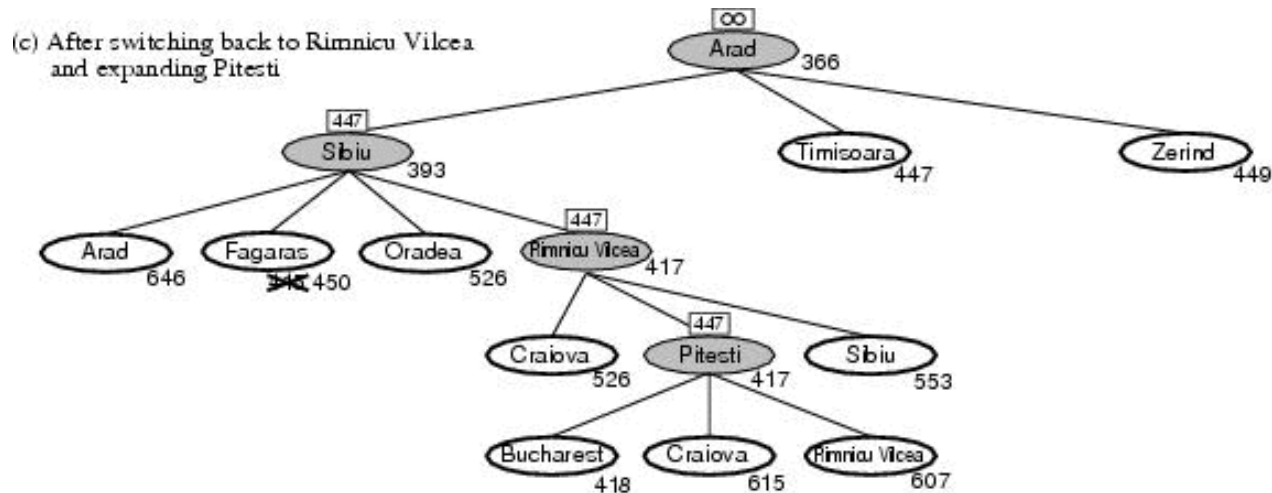 ∞
(c) After switching back to Rimnicu Vilcea
and expanding Pitesti
Arad
366
447
Sibiu
393
Timisoara
447
Zerind
449
Arad
646
Fagaras
450
Oradea
526
447
Rimnicu Vilcea
417
Craiova
526
447
Pitesti
417
Sibiu
553
Bucharest
418
Craiova
615
Rimnicu Vilcea
607